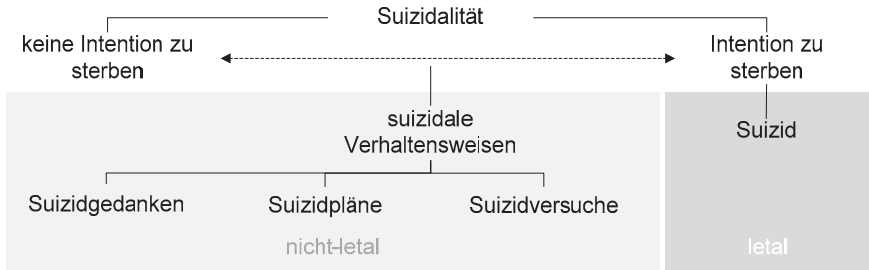 Suizidalität
keine Intention zu
sterben
Intention zu
sterben
suizidale
Verhaltensweisen
Suizid
Suizidgedanken
Suizidpläne
Suizidversuche
nicht-letal
letal